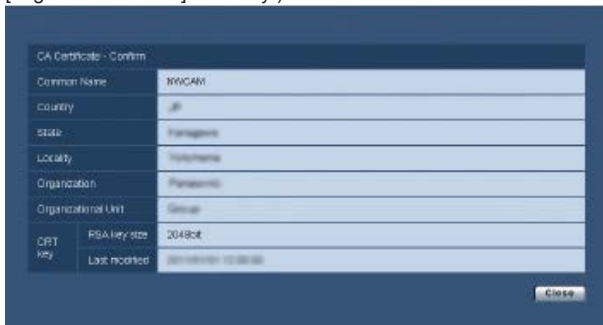 CA Certificate - Confirm
Common Name NWCAM
Country JP
State Kanagawa
Locality Yokohama
Organization Panasonic
Organizational Unit Group
CRT key RSA key size 2048bit
Last modified
Close